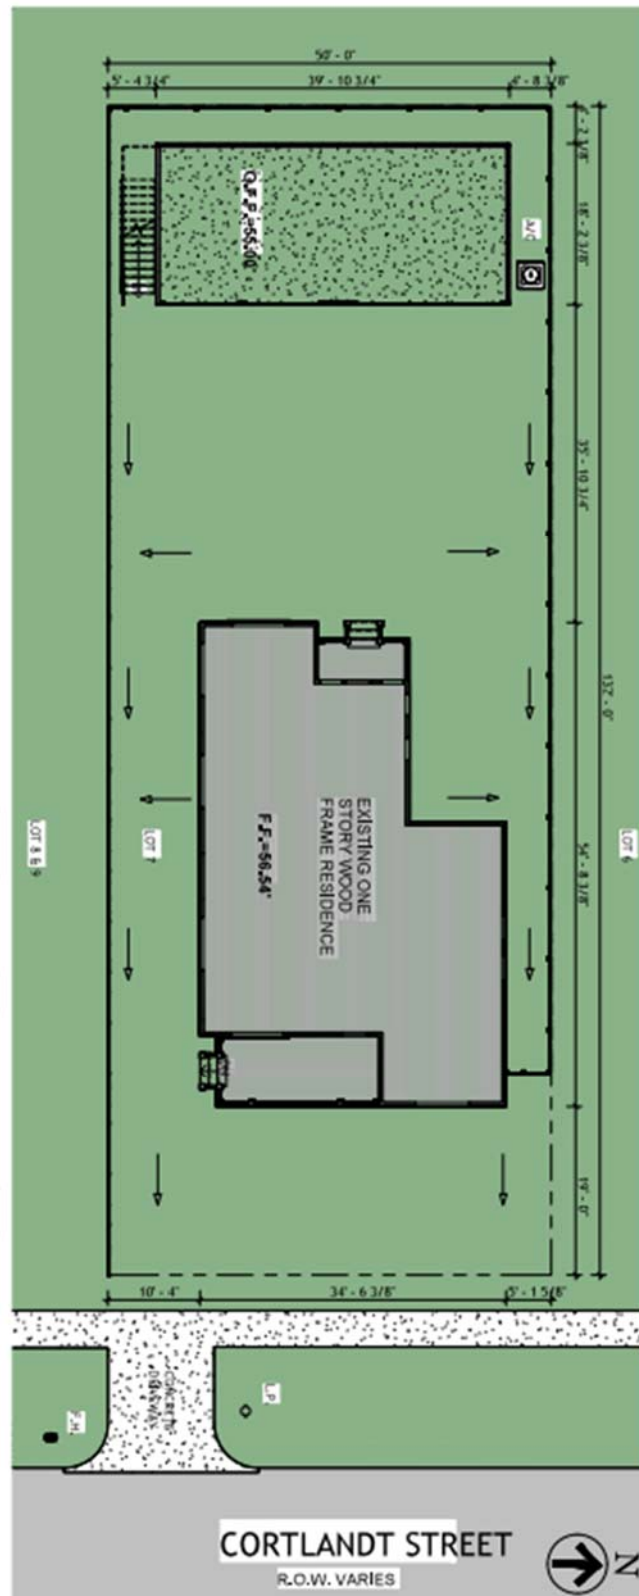 50' - 0"
5' - 4 3/4"
39' - 10 3/4"
4' - 8 3/8"
18' - 2 3/8"
A/C
35' - 10 3/4"
132' - 0"
EXISTING ONE
STORY WOOD
FRAME RESIDENCE
F.F.=56.54'
LOT 8 & 9
LOT 7
LOT 6
54' - 8 3/8"
19' - 0"
10' - 4"
34' - 6 3/8"
5' - 1 5/8"
CONCRETE
DRIVEWAY
F.H.
L.P.
CORTLANDT STREET
R.O.W. VARIES
N